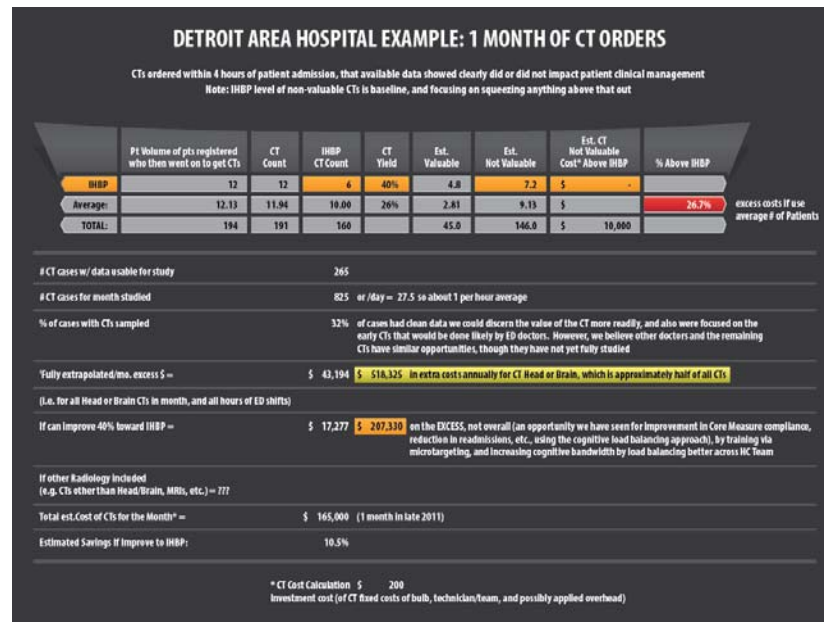 DETROIT AREA HOSPITAL EXAMPLE: 1 MONTH OF CT ORDERS
CTs ordered within 4 hours of patient admission, that available data showed clearly did or did not impact patient clinical management
Note: IHBP level of non-valuable CTs is baseline, and focusing on squeezing anything above that out
Pt Volume of pts registered who then went on to get CTs CT Count IHBP CT Count CT Yield Est. Valuable Est. Not Valuable Est. CT Not Valuable Cost* Above IHBP % Above IHBP
IHBP 12 12 6 40% 4.8 7.2 $ -
Average: 12.13 11.94 10.00 26% 2.81 9.13 $ 26.7% excess costs if use average # of Patients
TOTAL: 194 191 160 45.0 146.0 $ 10,000
# CT cases w/ data usable for study 265
# CT cases for month studied 825 or /day = 27.5 so about 1 per hour average
% of cases with CTs sampled 32% of cases had clean data we could discern the value of the CT more readily, and also were focused on the
early CTs that would be done likely by ED doctors. However, we believe other doctors and the remaining
CTs have similar opportunities, though they have not yet fully studied
'Fully extrapolated/mo. excess $ = $ 43,194 $ 518,325 in extra costs annually for CT Head or Brain, which is approximately half of all CTs
(i.e. for all Head or Brain CTs in month, and all hours of ED shifts)
If can improve 40% toward IHBP = $ 17,277 $ 207,330 on the EXCESS, not overall (an opportunity we have seen for improvement in Core Measure compliance,
reduction in readmissions, etc., using the cognitive load balancing approach), by training via
microtargeting, and increasing cognitive bandwidth by load balancing better across HC Team
If other Radiology included
(e.g. CTs other than Head/Brain, MRIs, etc.) = ???
Total est.Cost of CTs for the Month* = $ 165,000 (1 month in late 2011)
Estimated Savings If Improve to IHBP: 10.5%
* CT Cost Calculation $ 200
Investment cost (of CT fixed costs of bulb, technician/team, and possibly applied overhead)